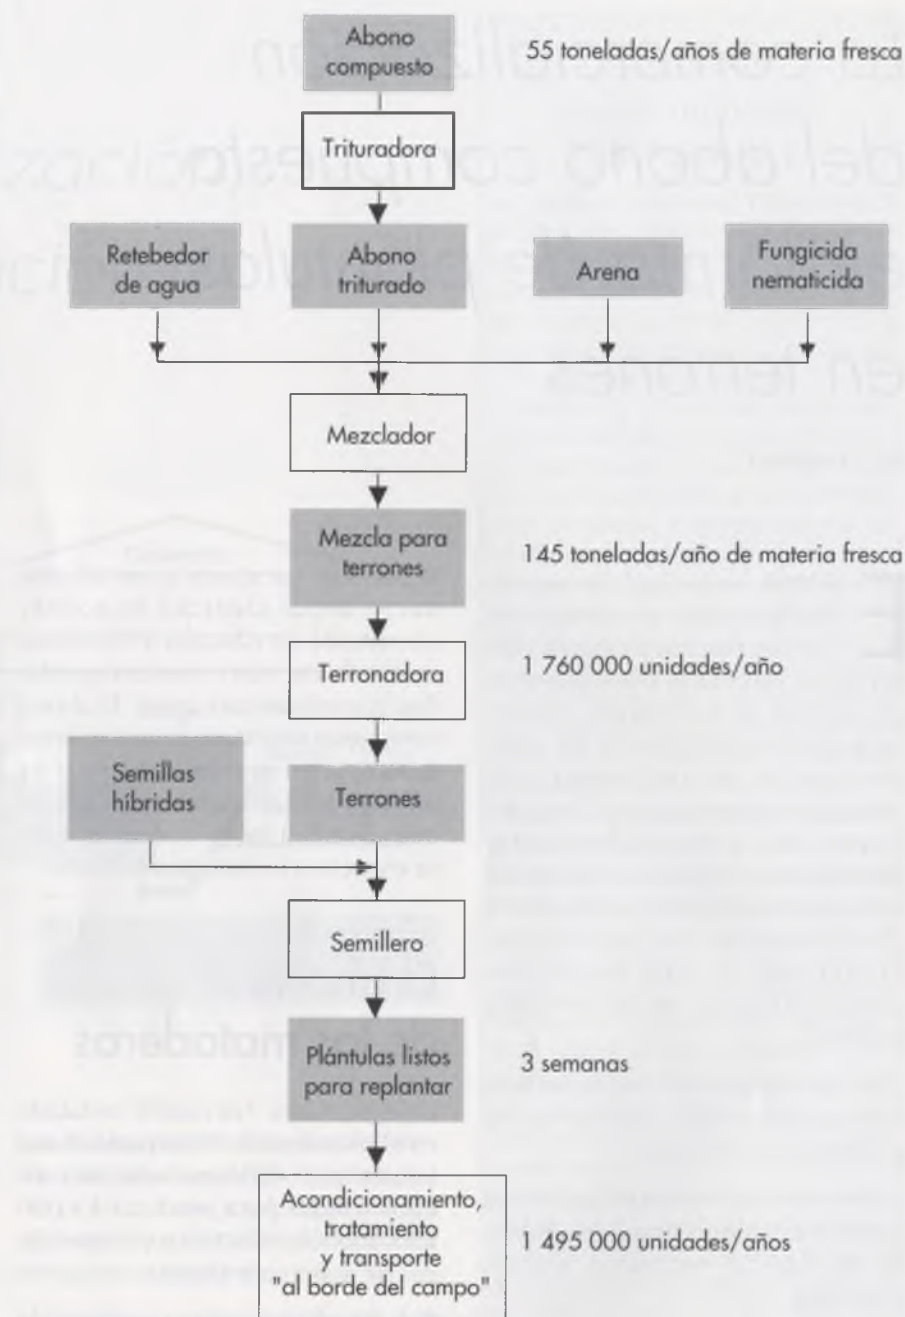 Abono
compuesto
55 toneladas/años de materia fresca
Trituradora
Retebedor
de agua
Abono
triturado
Arena
Fungicida
nematicida
Mezclador
Mezcla para
terrones
145 toneladas/año de materia fresca
Terronadora
1 760 000 unidades/año
Semillas
híbridas
Terrones
Semillero
Plántulas listos
para replantar
3 semanas
Acondicionamiento,
tratamiento
y transporte
"al borde del campo"
1 495 000 unidades/años